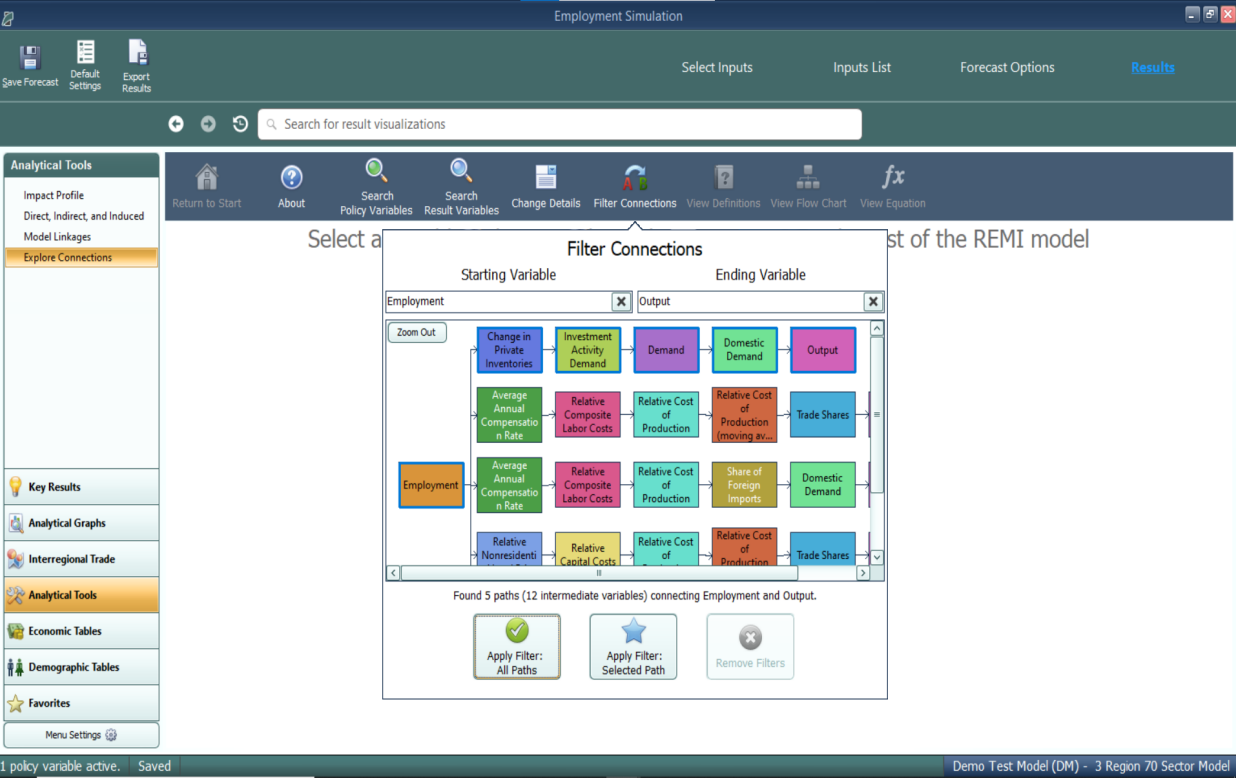 Employment Simulation
Save Forecast
Default
Settings
Export
Results
Select Inputs
Inputs List
Forecast Options
Results
Search for result visualizations
Analytical Tools
Impact Profile
Direct, Indirect, and Induced
Model Linkages
Explore Connections
Return to Start
About
Search
Policy Variables
Search
Result Variables
Change Details
Filter Connections
View Definitions
View Flow Chart
fx
View Equation
Select a
st of the REMI model
Filter Connections
Starting Variable
Ending Variable
Employment
Output
Zoom Out
Change in
Private
Inventories
Investment
Activity
Demand
Demand
Domestic
Demand
Output
Average
Annual
Compensatio
n Rate
Relative
Composite
Labor Costs
Relative Cost
of
Production
Relative Cost
of
Production
(moving av...
Trade Shares
Employment
Average
Annual
Compensatio
n Rate
Relative
Composite
Labor Costs
Relative Cost
of
Production
Share of
Foreign
Imports
Domestic
Demand
Relative
Nonresidenti
Relative
Capital Costs
Relative Cost
of
Relative Cost
of
Production
Trade Shares
Found 5 paths (12 intermediate variables) connecting Employment and Output.
Apply Filter:
All Paths
Apply Filter:
Selected Path
Remove Filters
Key Results
Analytical Graphs
Interregional Trade
Analytical Tools
Economic Tables
Demographic Tables
Favorites
Menu Settings
1 policy variable active.
Saved
Demo Test Model (DM) - 3 Region 70 Sector Model